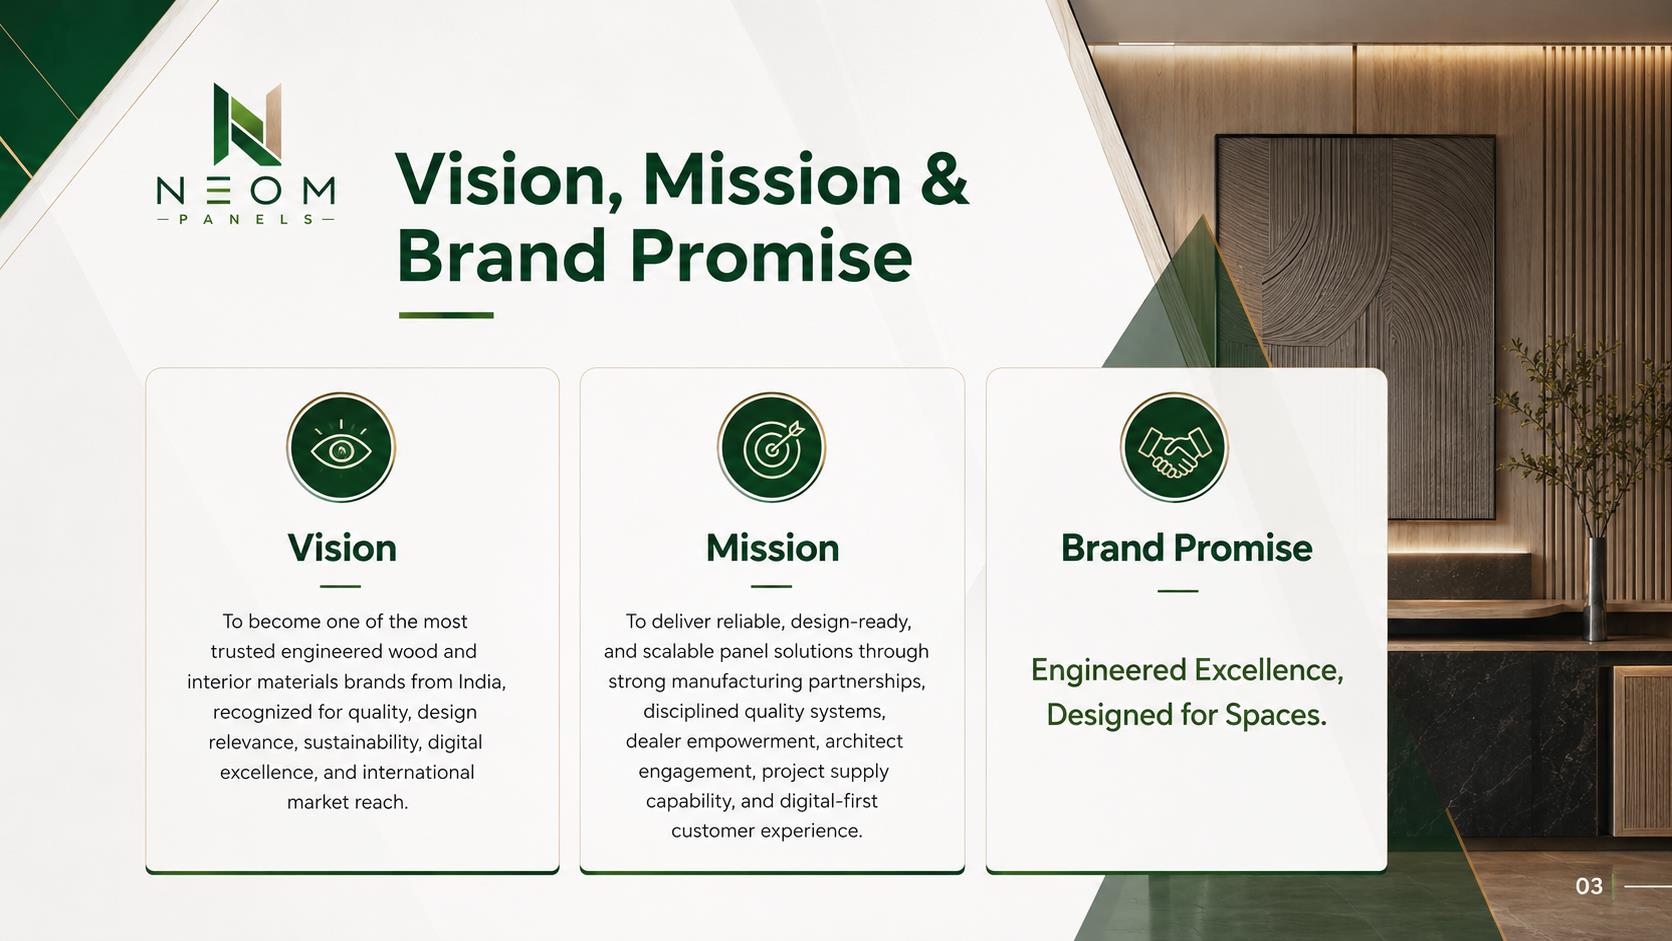 NEOM
PANELS
Vision, Mission &
Brand Promise
Vision
To become one of the most
trusted engineered wood and
interior materials brands from India,
recognized for quality, design
relevance, sustainability, digital
excellence, and international
market reach.
Mission
To deliver reliable, design-ready,
and scalable panel solutions through
strong manufacturing partnerships,
disciplined quality systems,
dealer empowerment, architect
engagement, project supply
capability, and digital-first
customer experience.
Brand Promise
Engineered Excellence,
Designed for Spaces.
03